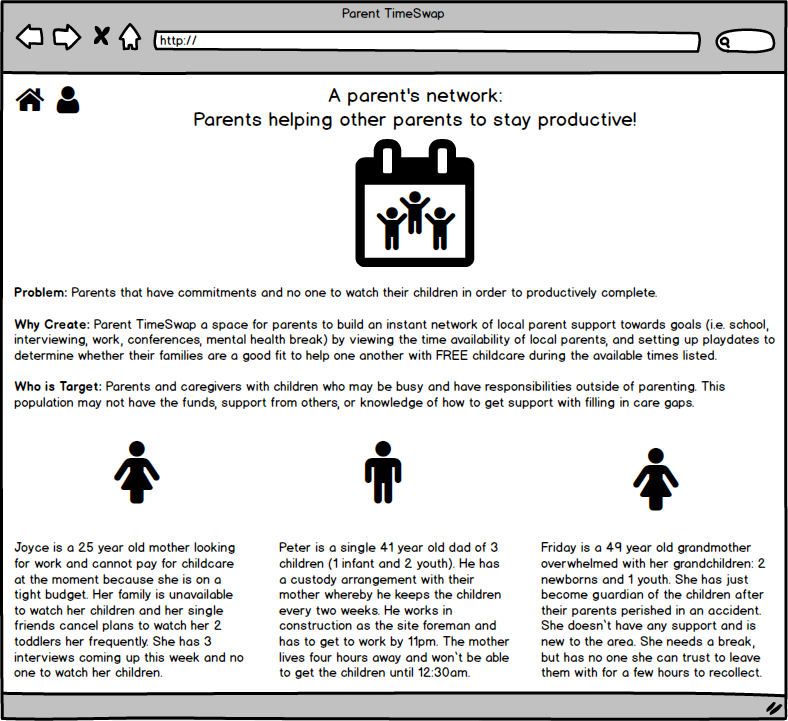 Parent TimeSwap
http://
A parent's network:
Parents helping other parents to stay productive!
Problem: Parents that have commitments and no one to watch their children in order to productively complete.
Why Create: Parent TimeSwap a space for parents to build an instant network of local parent support towards goals (i.e. school,
interviewing, work, conferences, mental health break) by viewing the time availability of local parents, and setting up playdates to
determine whether their families are a good fit to help one another with FREE childcare during the available times listed.
Who is Target: Parents and caregivers with children who may be busy and have responsibilities outside of parenting. This
population may not have the funds, support from others, or knowledge of how to get support with filling in care gaps.
Joyce is a 25 year old mother looking
for work and cannot pay for childcare
at the moment because she is on a
tight budget. Her family is unavailable
to watch her children and her single
friends cancel plans to watch her 2
toddlers her frequently. She has 3
interviews coming up this week and no
one to watch her children.
Peter is a single 41 year old dad of 3
children (1 infant and 2 youth). He has
a custody arrangement with their
mother whereby he keeps the children
every two weeks. He works in
construction as the site foreman and
has to get to work by 11pm. The mother
lives four hours away and won`t be able
to get the children until 12:30am.
Friday is a 49 year old grandmother
overwhelmed with her grandchildren: 2
newborns and 1 youth. She has just
become guardian of the children after
their parents perished in an accident.
She doesn`t have any support and is
new to the area. She needs a break,
but has no one she can trust to leave
them with for a few hours to recollect.